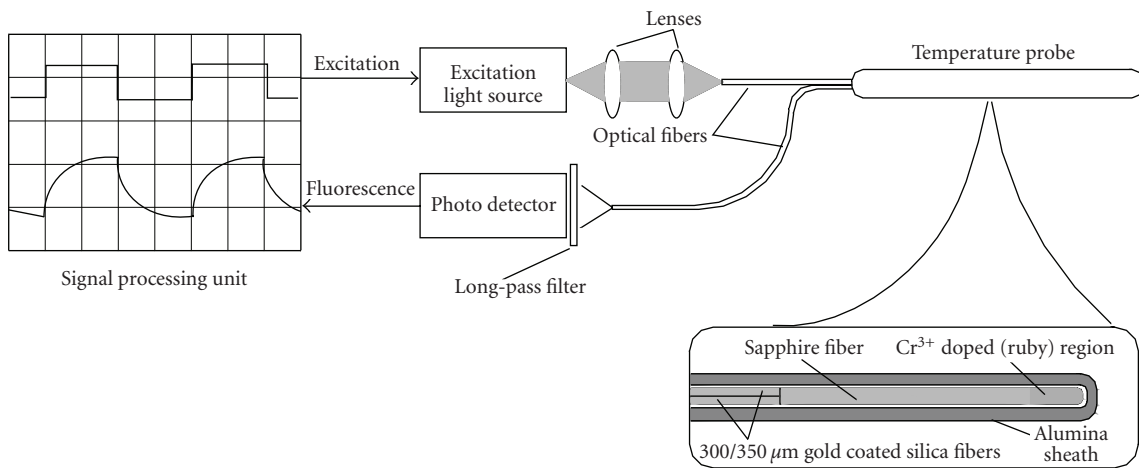 Lenses
Temperature probe
Excitation
Excitation
light source
Optical fibers
Fluorescence
Photo detector
Signal processing unit
Long-pass filter
Sapphire fiber
Cr³⁺ doped (ruby) region
300/350 μm gold coated silica fibers
Alumina
sheath